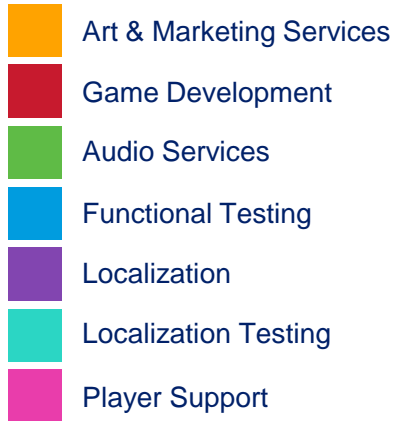 Art & Marketing Services
Game Development
Audio Services
Functional Testing
Localization
Localization Testing
Player Support